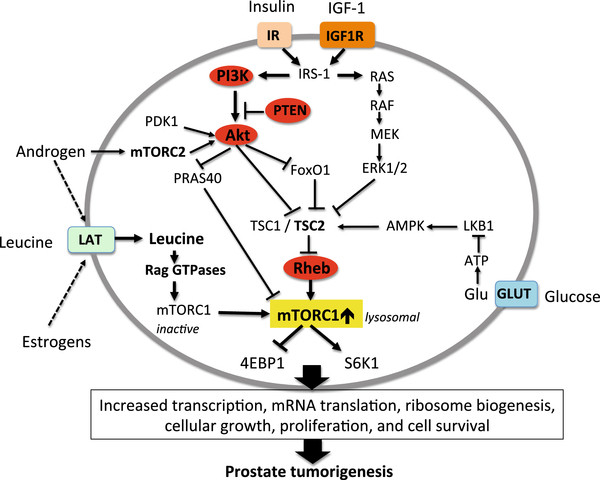 Insulin IGF-1
IR IGF1R
PI3K IRS-1 RAS
RAF
PTEN
PDK1
Akt
MEK
Androgen mTORC2
PRAS40 FoxO1 ERK1/2
TSC1 / TSC2 AMPK LKB1
Leucine LAT Leucine
ATP
Rag GTPases Rheb
Glu GLUT Glucose
mTORC1 mTORC1 lysosomal
inactive
Estrogens
4EBP1 S6K1
Increased transcription, mRNA translation, ribosome biogenesis,
cellular growth, proliferation, and cell survival
Prostate tumorigenesis